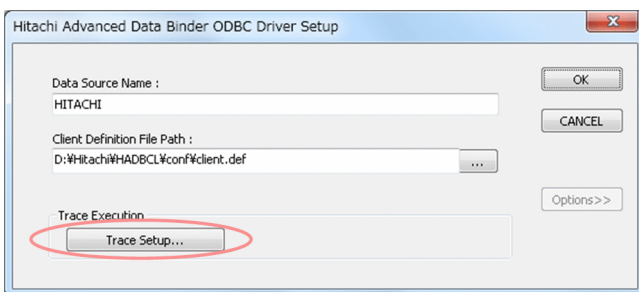 Hitachi Advanced Data Binder ODBC Driver Setup
Data Source Name :
HITACHI
OK
CANCEL
Client Definition File Path :
D:¥Hitachi¥HADBCL¥conf¥client.def
...
Options>>
Trace Execution
Trace Setup...